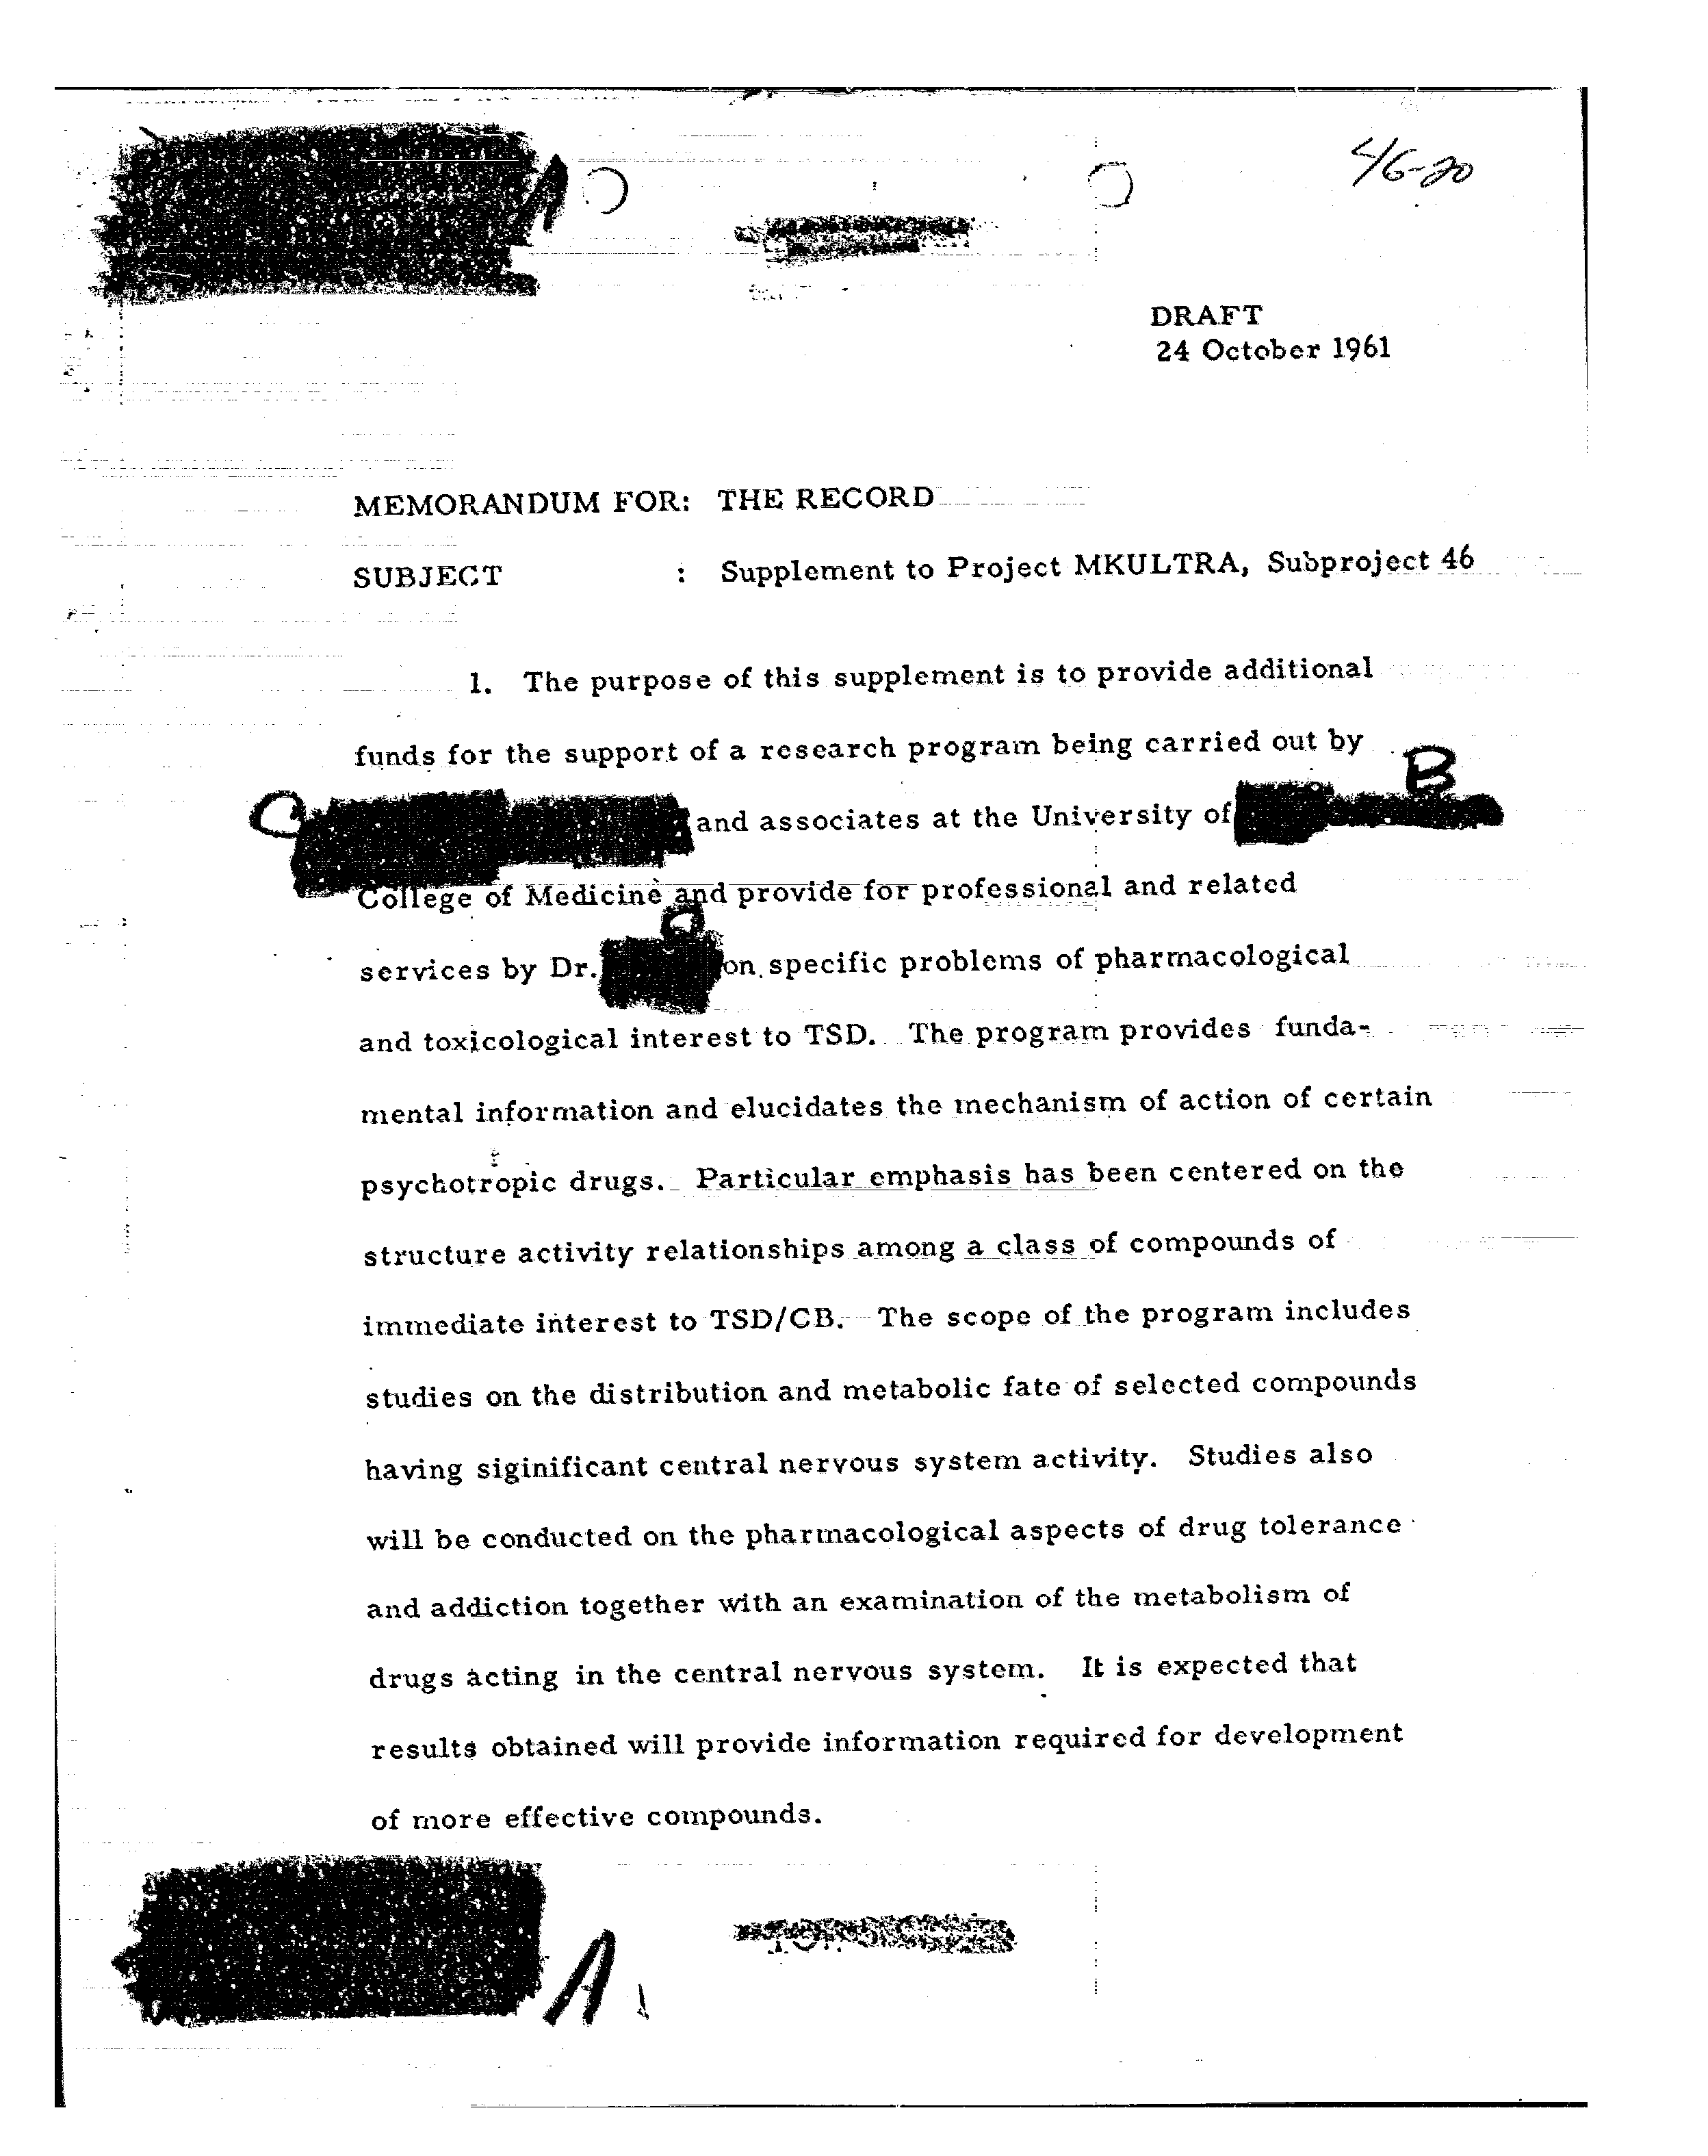 A
46-20
DRAFT
24 October 1961
MEMORANDUM FOR: THE RECORD
SUBJECT : Supplement to Project MKULTRA, Subproject 46
1. The purpose of this supplement is to provide additional
funds for the support of a research program being carried out by
B
C and associates at the University of
College of Medicine and provide for professional and related
C
services by Dr. on specific problems of pharmacological
and toxicological interest to TSD. The program provides funda-
mental information and elucidates the mechanism of action of certain
psychotropic drugs. Particular emphasis has been centered on the
structure activity relationships among a class of compounds of
immediate interest to TSD/CB. The scope of the program includes
studies on the distribution and metabolic fate of selected compounds
having siginificant central nervous system activity. Studies also
will be conducted on the pharmacological aspects of drug tolerance
and addiction together with an examination of the metabolism of
drugs acting in the central nervous system. It is expected that
results obtained will provide information required for development
of more effective compounds.
A